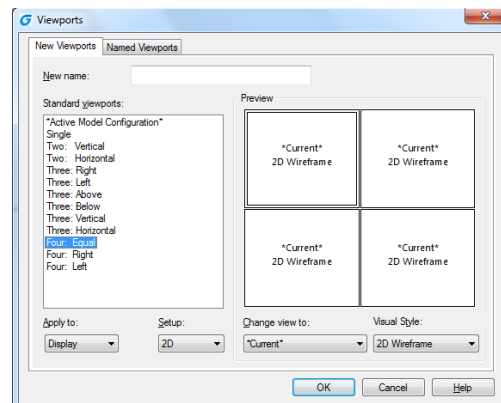 Viewports
New Viewports
Named Viewports
New name:
Standard viewports:
*Active Model Configuration*
Single
Two: Vertical
Two: Horizontal
Three: Right
Three: Left
Three: Above
Three: Below
Three: Vertical
Three: Horizontal
Four: Equal
Four: Right
Four: Left
Preview
*Current*
2D Wireframe
*Current*
2D Wireframe
*Current*
2D Wireframe
*Current*
2D Wireframe
Apply to:
Setup:
Change view to:
Visual Style:
Display
2D
*Current*
2D Wireframe
OK
Cancel
Help